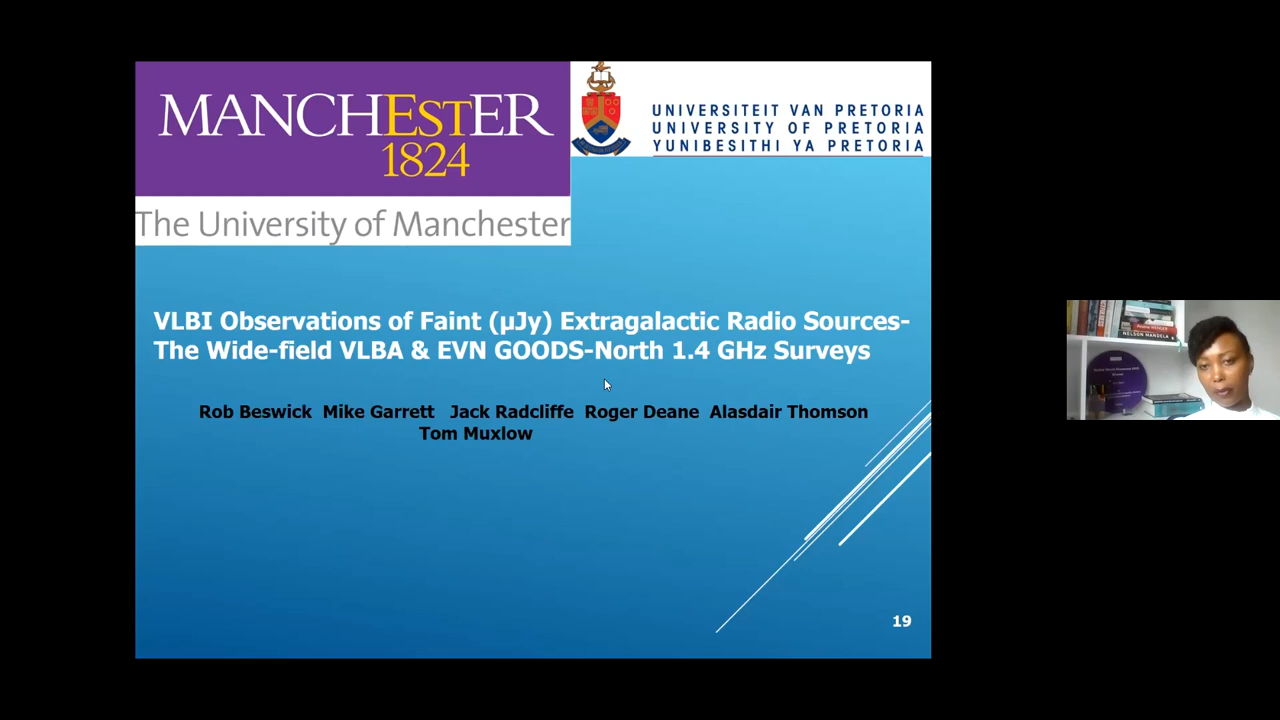 MANCHESTER
1824
The University of Manchester
UNIVERSITEIT VAN PRETORIA
UNIVERSITY OF PRETORIA
YUNIBESITHI YA PRETORIA
VLBI Observations of Faint (µJy) Extragalactic Radio Sources-
The Wide-field VLBA & EVN GOODS-North 1.4 GHz Surveys
Rob Beswick Mike Garrett Jack Radcliffe Roger Deane Alasdair Thomson
Tom Muxlow
19
NELSON MANDELA